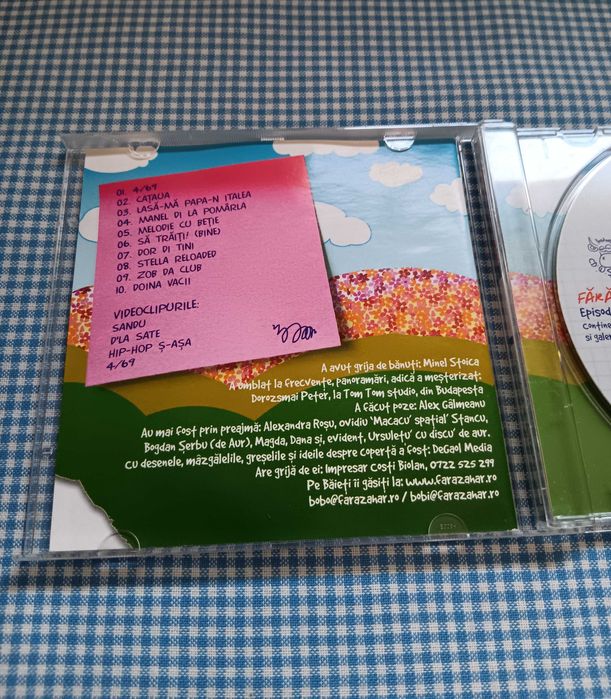 01. 4/69
02. CAȚAUA
03. LASĂ-MĂ PAPA-N ITALEA
04. MANEL DI LA POMÂRLA
05. MELODIE CU BEȚIE
06. SĂ TRĂIȚI! (BINE)
07. DOR DI TINI
08. STELLA RELOADED
09. ZOB DA CLUB
10. DOINA VACII
VIDEOCLIPURILE:
SANDU
D'LA SATE
HIP-HOP Ș-AȘA
4/69
A avut grija de bănuți: Minel Stoica
A umblat la frecvențe, panoramări, adică a meșterizat:
Dorozsmai Peter, la Tom Tom studio, din Budapesta
A făcut poze: Alex Gâlmeanu
Au mai fost prin preajmă: Alexandra Roșu, ovidiu 'Macacu' spațial' Stancu,
Bogdan Șerbu (de Aur), Magda, Dana și, evident, Ursulețu' cu discu' de aur.
Cu desenele, mâzgălelile, greșelile și ideile despre copertă a fost: Degaol Media
Are grijă de ei: Impresar Costi Biolan, 0722 525 299
Pe Băieți îi găsiți la: www.farazahar.ro
bobo@farazahar.ro / bobi@farazahar.ro
FĂRĂ
Episod
conține
și galer